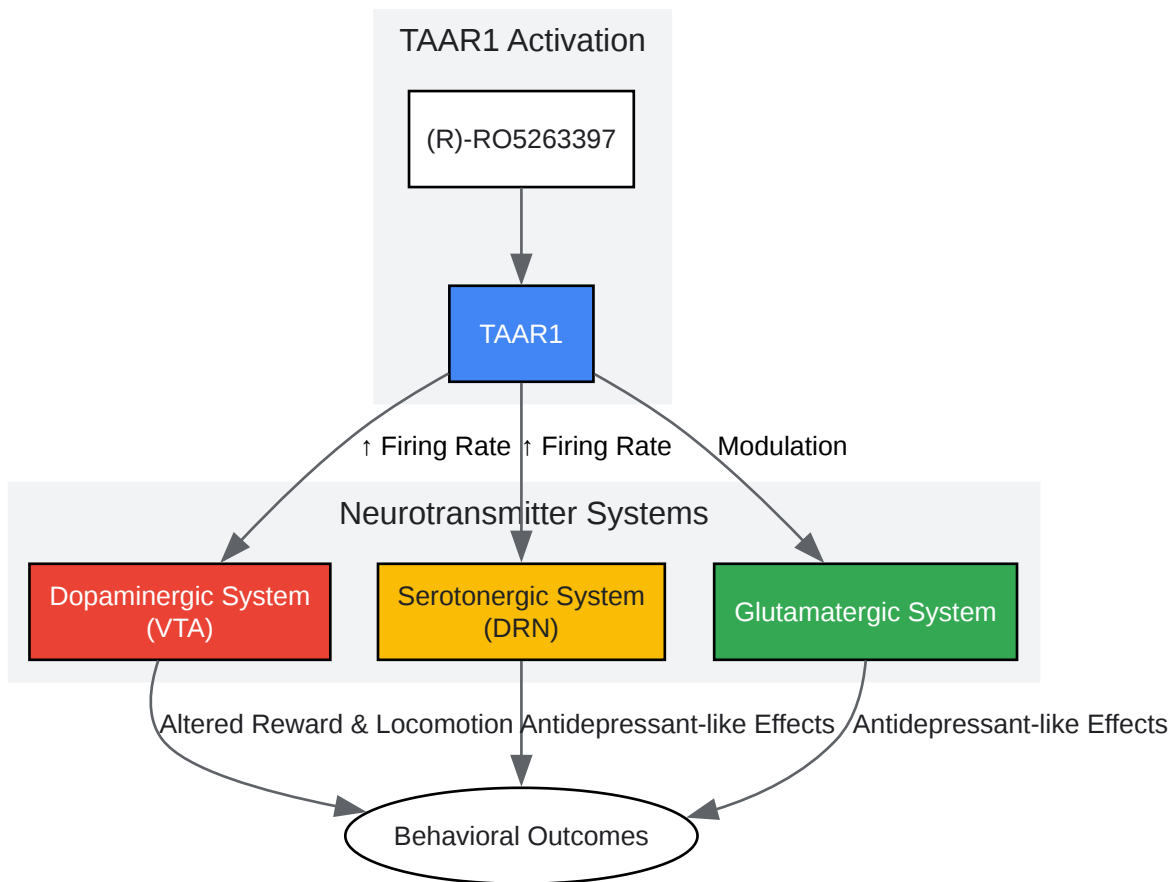 TAAR1 Activation
(R)-RO5263397
TAAR1
↑ Firing Rate
↑ Firing Rate
Modulation
Neurotransmitter Systems
Dopaminergic System
(VTA)
Serotonergic System
(DRN)
Glutamatergic System
Altered Reward & Locomotion
Antidepressant-like Effects
Antidepressant-like Effects
Behavioral Outcomes